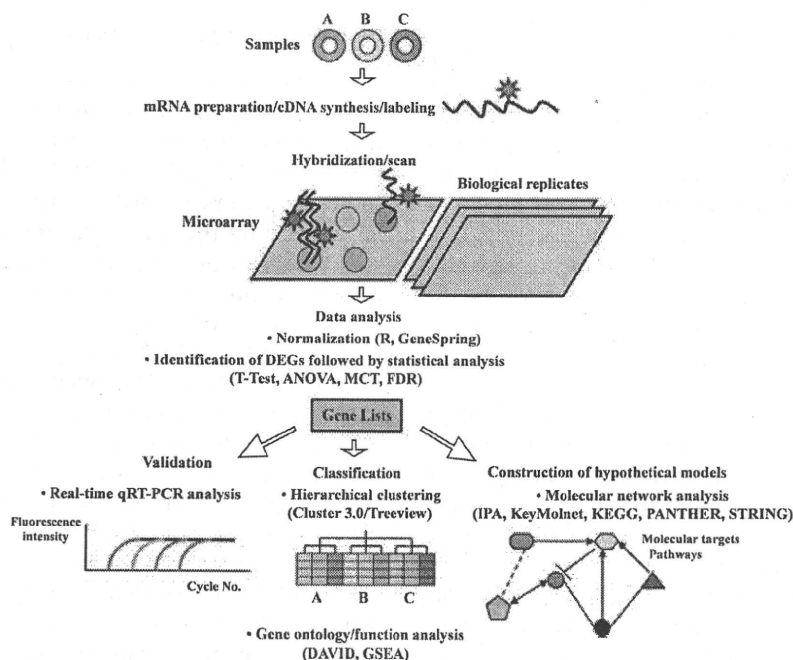 A B C
Samples
mRNA preparation/cDNA synthesis/labeling
Hybridization/scan
Biological replicates
Microarray
Data analysis
• Normalization (R, GeneSpring)
• Identification of DEGs followed by statistical analysis
(T-Test, ANOVA, MCT, FDR)
Gene Lists
Validation
• Real-time qRT-PCR analysis
Fluorescence
intensity
Cycle No.
Classification
• Hierarchical clustering
(Cluster 3.0/Treeview)
A B C
• Gene ontology/function analysis
(DAVID, GSEA)
Construction of hypothetical models
• Molecular network analysis
(IPA, KeyMolnet, KEGG, PANTHER, STRING)
Molecular targets
Pathways